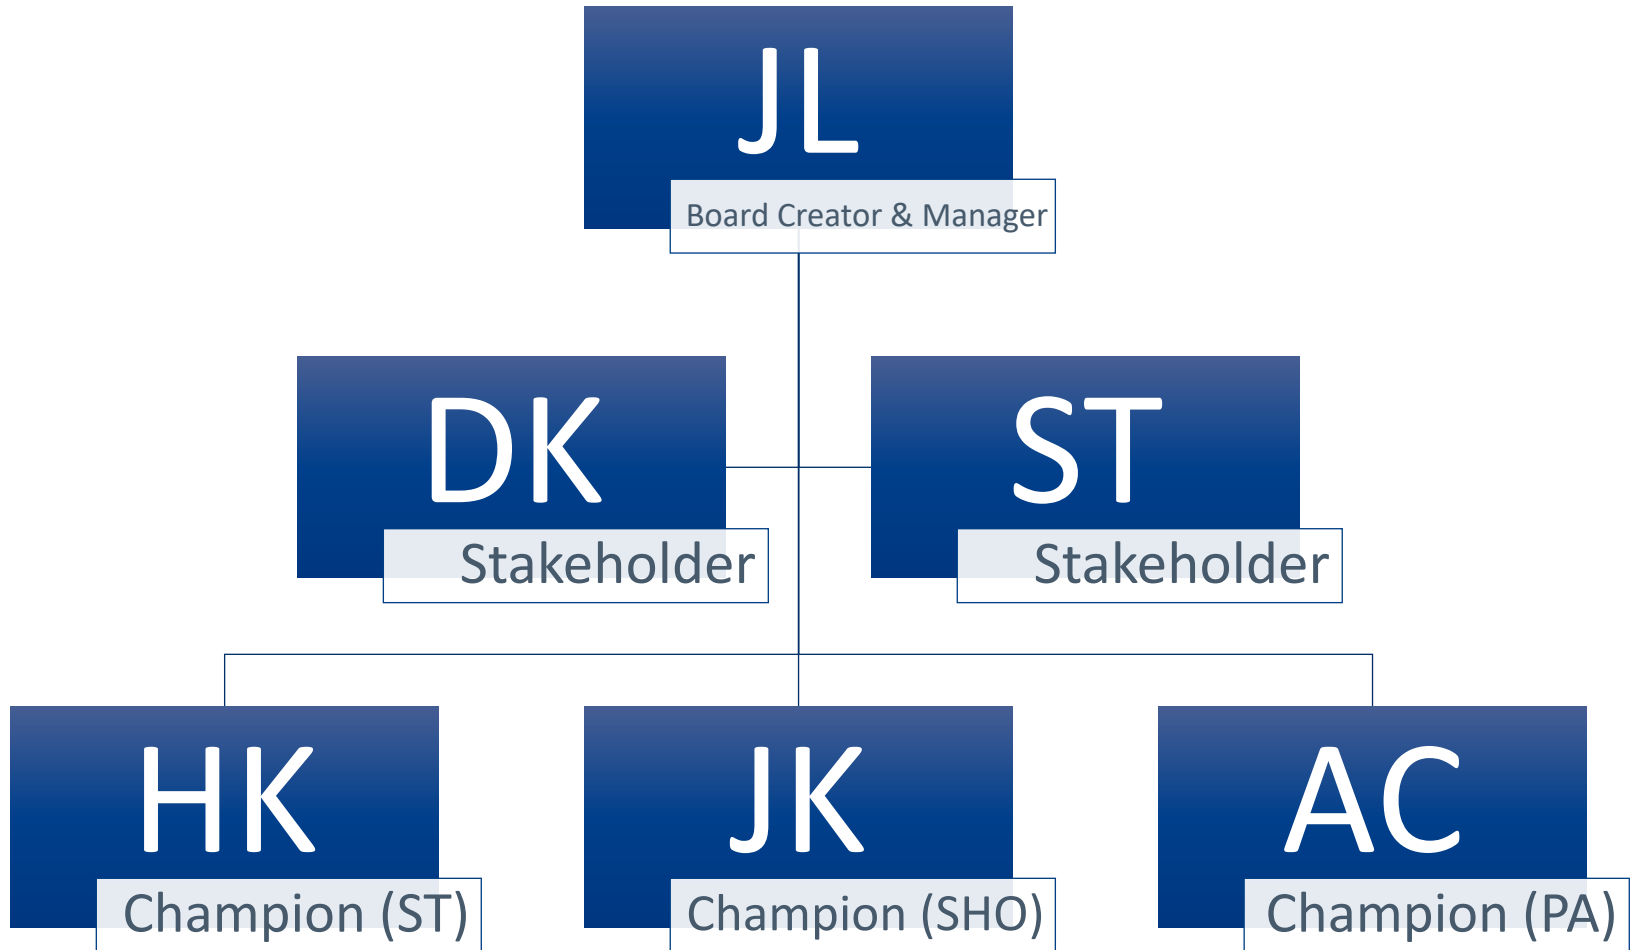 JL
Board Creator & Manager
DK
Stakeholder
ST
Stakeholder
HK
Champion (ST)
JK
Champion (SHO)
AC
Champion (PA)